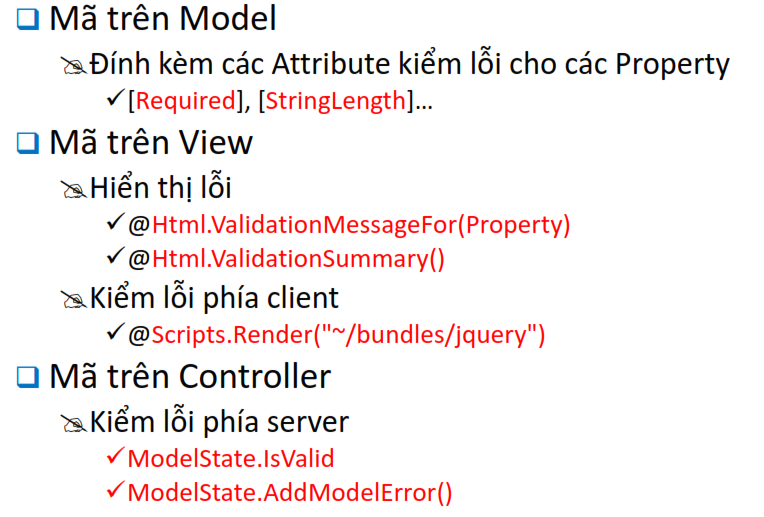 Mã trên Model
Đính kèm các Attribute kiểm lỗi cho các Property
[Required], [StringLength]...
Mã trên View
Hiển thị lỗi
@Html.ValidationMessageFor(Property)
@Html.ValidationSummary()
Kiểm lỗi phía client
@Scripts.Render("~/bundles/jquery")
Mã trên Controller
Kiểm lỗi phía server
ModelState.IsValid
ModelState.AddModelError()